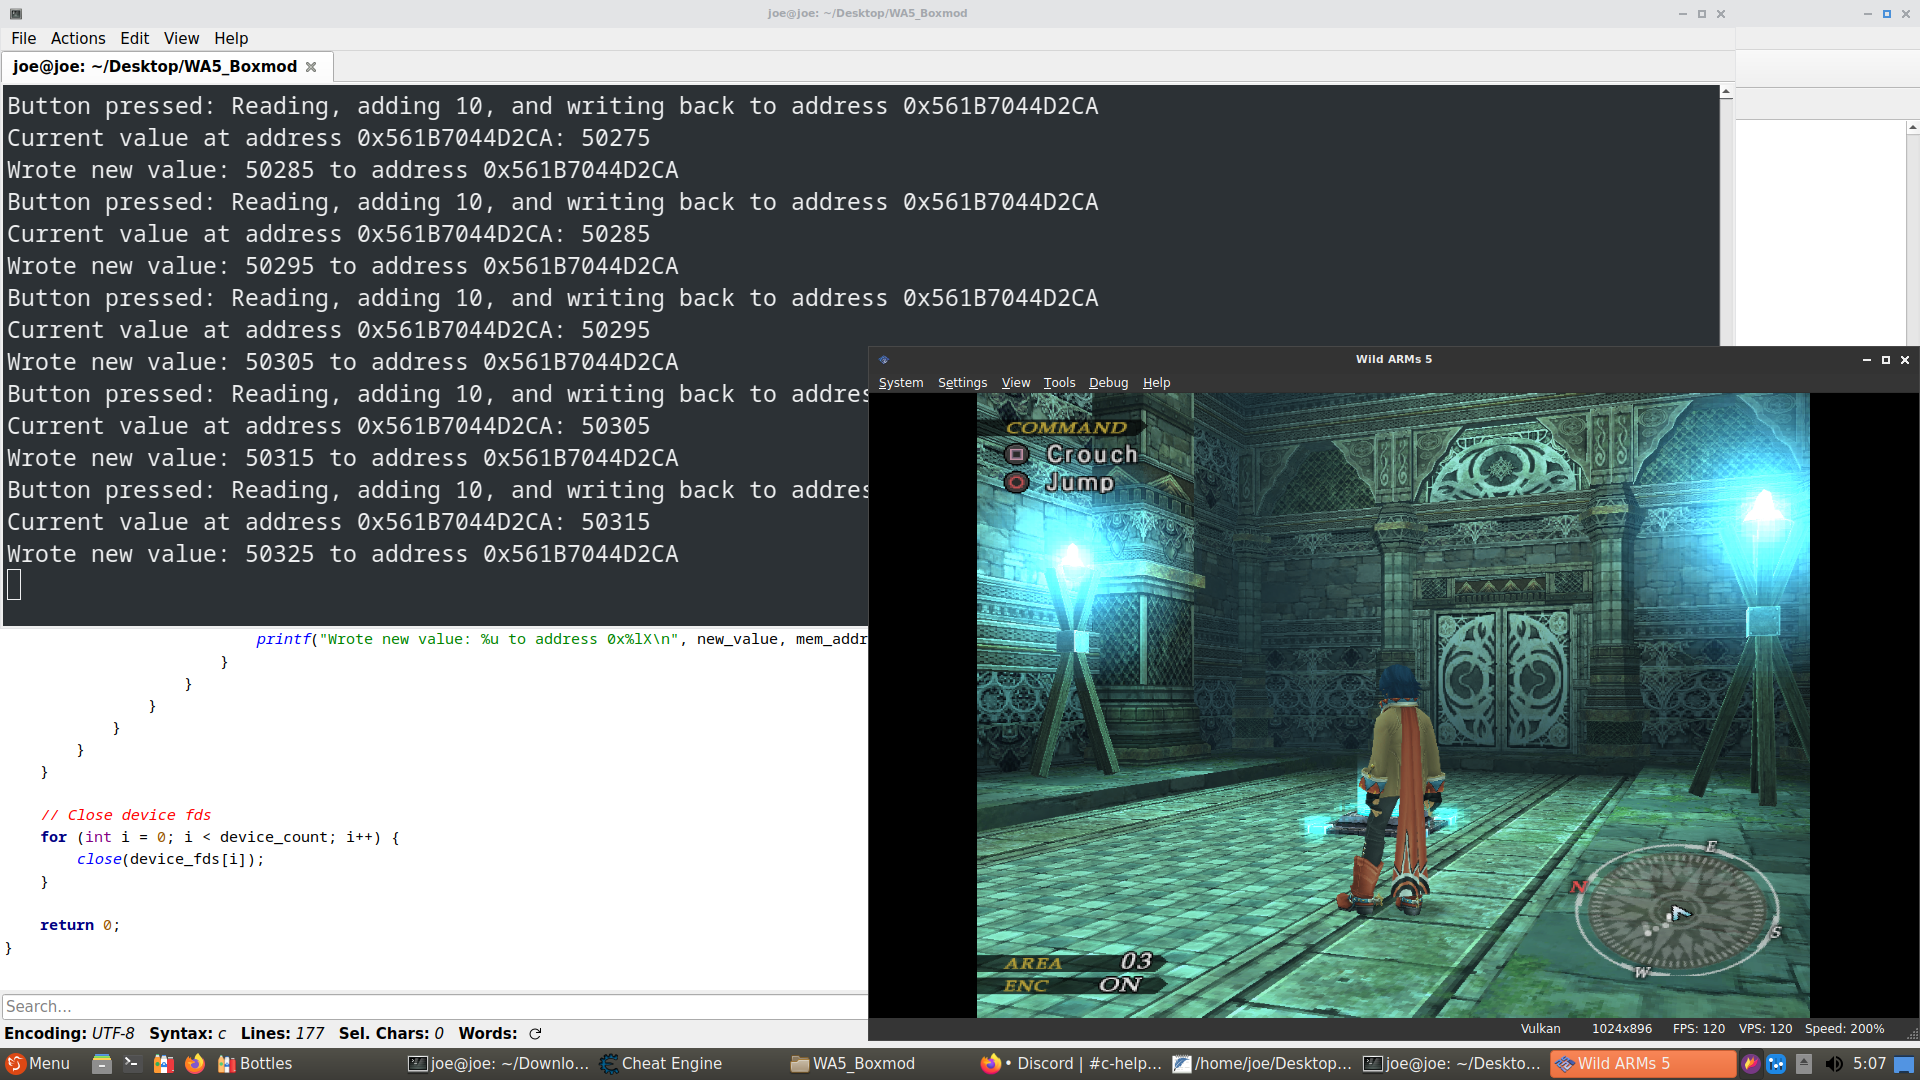 joe@joe: ~/Desktop/WA5_Boxmod
File Actions Edit View Help
joe@joe: ~/Desktop/WA5_Boxmod
Button pressed: Reading, adding 10, and writing back to address 0x561B7044D2CA
Current value at address 0x561B7044D2CA: 50275
Wrote new value: 50285 to address 0x561B7044D2CA
Button pressed: Reading, adding 10, and writing back to address 0x561B7044D2CA
Current value at address 0x561B7044D2CA: 50285
Wrote new value: 50295 to address 0x561B7044D2CA
Button pressed: Reading, adding 10, and writing back to address 0x561B7044D2CA
Current value at address 0x561B7044D2CA: 50295
Wrote new value: 50305 to address 0x561B7044D2CA
Button pressed: Reading, adding 10, and writing back to addres
Current value at address 0x561B7044D2CA: 50305
Wrote new value: 50315 to address 0x561B7044D2CA
Button pressed: Reading, adding 10, and writing back to addres
Current value at address 0x561B7044D2CA: 50315
Wrote new value: 50325 to address 0x561B7044D2CA
printf("Wrote new value: %u to address 0x%lX\n", new_value, mem_addr
}
}
}
}
}
}
// Close device fds
for (int i = 0; i < device_count; i++) {
close(device_fds[i]);
}
return 0;
}
Search...
Encoding: UTF-8 Syntax: c Lines: 177 Sel. Chars: 0 Words:
Wild ARMs 5
System Settings View Tools Debug Help
COMMAND
Crouch
Jump
E
N
S
W
AREA 03
ENC ON
Vulkan 1024x896 FPS: 120 VPS: 120 Speed: 200%
Menu Bottles joe@joe: ~/Downlo... Cheat Engine WA5_Boxmod • Discord | #c-help... /home/joe/Desktop... joe@joe: ~/Deskto... Wild ARMs 5 5:07